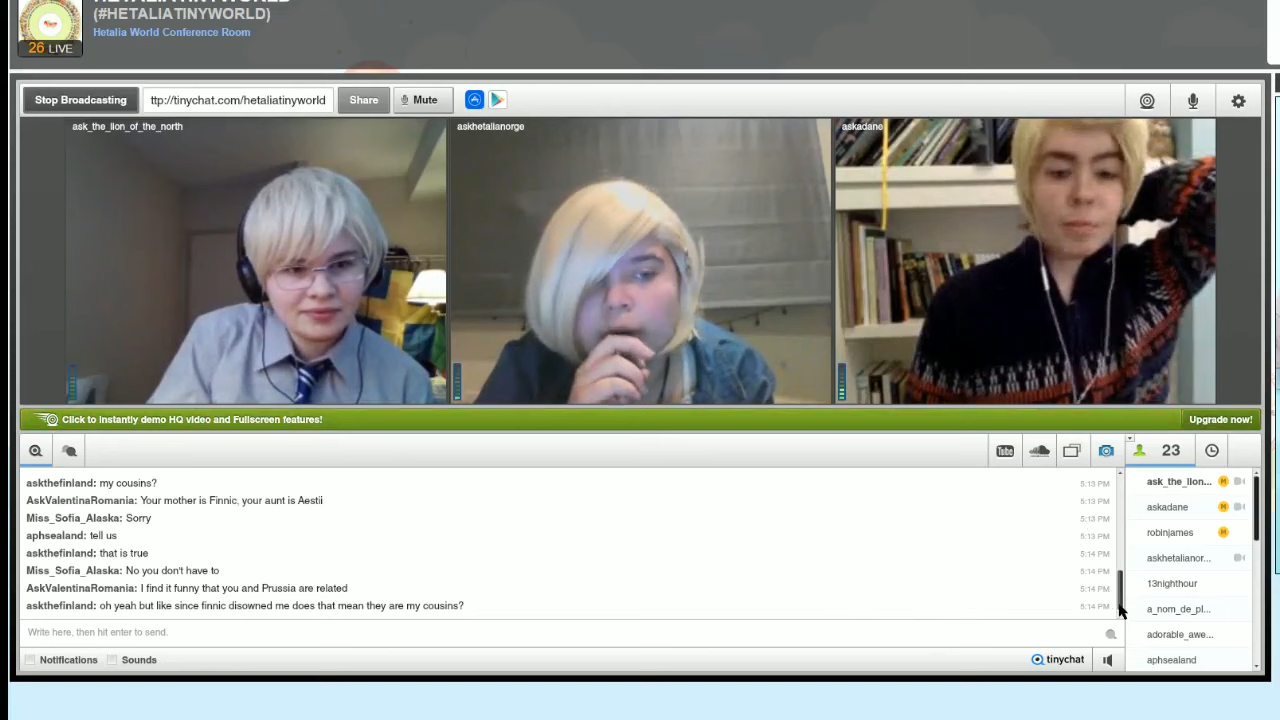 HETALIATINYWORLD
(#HETALIATINYWORLD)
Hetalia World Conference Room
26 LIVE
Stop Broadcasting
ttp://tinychat.com/hetaliatinyworld
Share
Mute
ask_the_lion_of_the_north
askhetalianorge
askadane
Click to instantly demo HQ video and Fullscreen features!
Upgrade now!
You Tube
23
askthefinland: my cousins? 5:13 PM
AskValentinaRomania: Your mother is Finnic, your aunt is Aestii 5:13 PM
Miss_Sofia_Alaska: Sorry 5:13 PM
aphsealand: tell us 5:13 PM
askthefinland: that is true 5:14 PM
Miss_Sofia_Alaska: No you don't have to 5:14 PM
AskValentinaRomania: I find it funny that you and Prussia are related 5:14 PM
askthefinland: oh yeah but like since finnic disowned me does that mean they are my cousins? 5:14 PM
ask_the_lion... M
askadane M
robinjames M
askhetalianor...
13nighthour
a_nom_de_pl...
adorable_awe...
aphsealand
Write here, then hit enter to send.
Notifications
Sounds
tinychat